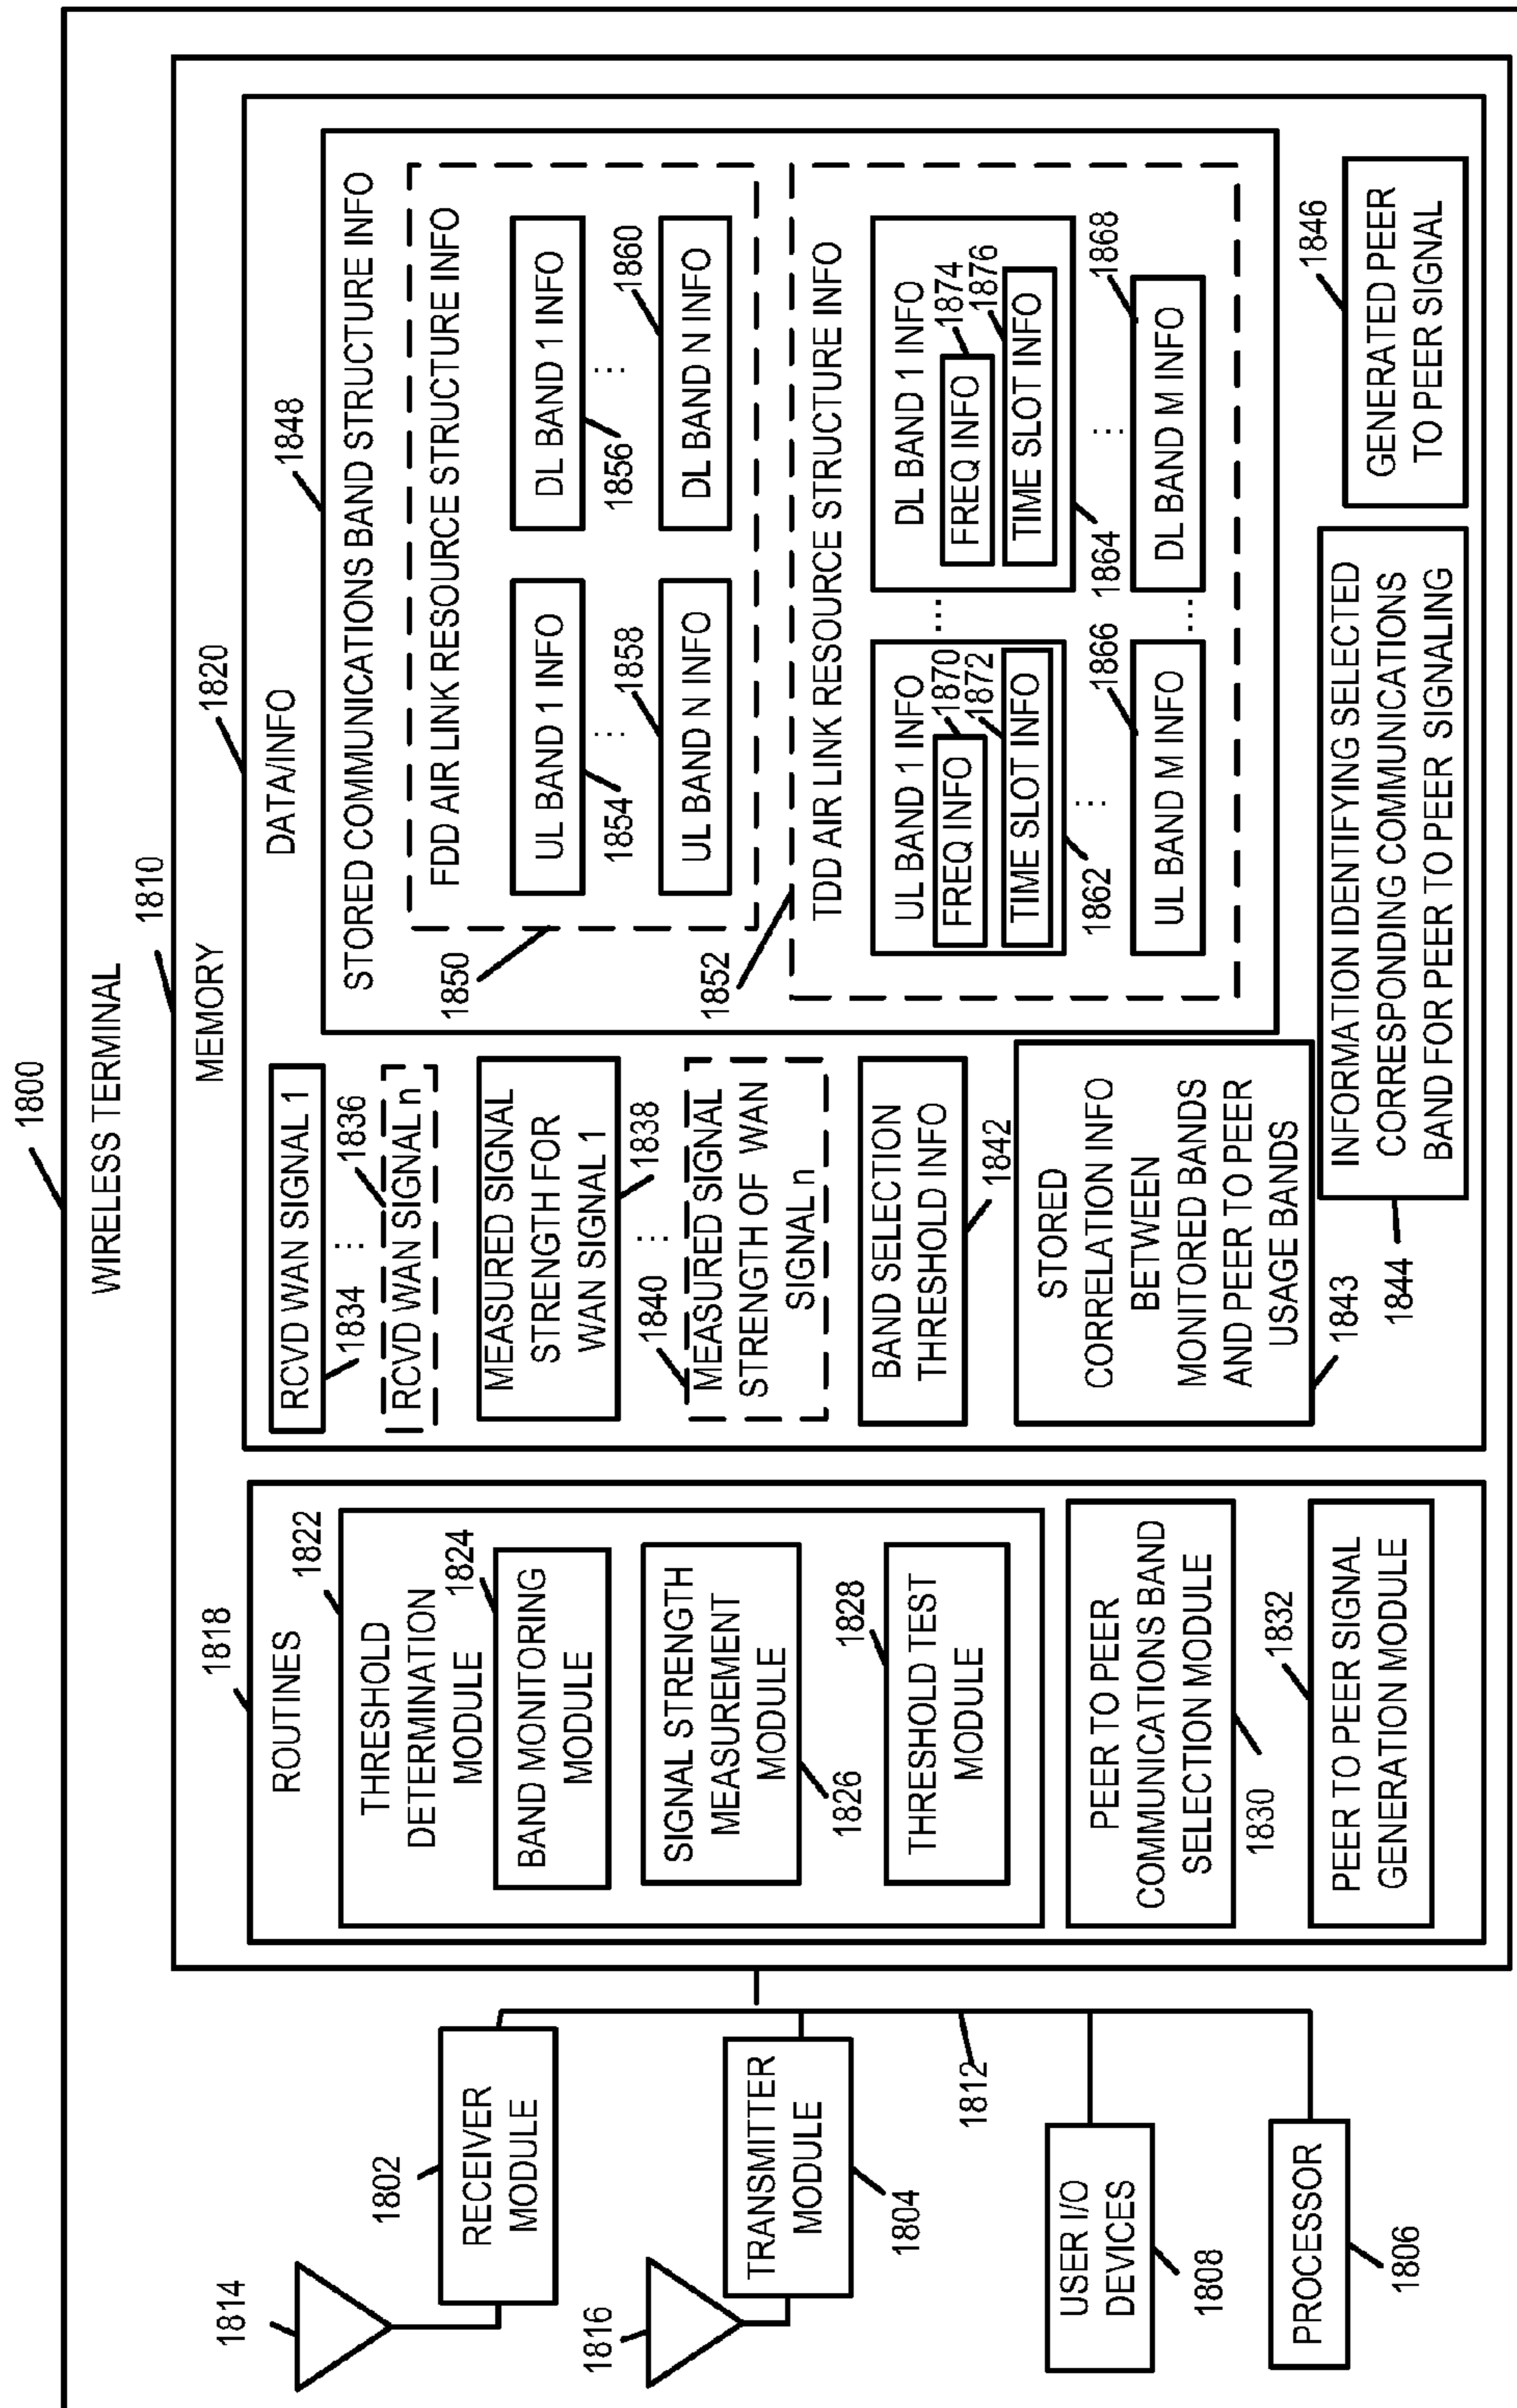 1800
WIRELESS TERMINAL
1814
1802
RECEIVER
MODULE
1816
TRANSMITTER
MODULE
1804
1812
USER I/O
DEVICES
1808
PROCESSOR
1806
1810
MEMORY
1818
ROUTINES
1822
THRESHOLD
DETERMINATION
MODULE
1824
BAND MONITORING
MODULE
SIGNAL STRENGTH
MEASUREMENT
MODULE
1826
1828
THRESHOLD TEST
MODULE
PEER TO PEER
COMMUNICATIONS BAND
SELECTION MODULE
1830
1832
PEER TO PEER SIGNAL
GENERATION MODULE
1820
DATA/INFO
RCVD WAN SIGNAL 1
1834
⋮
1836
RCVD WAN SIGNAL n
MEASURED SIGNAL
STRENGTH FOR
WAN SIGNAL 1
1838
⋮
1840
MEASURED SIGNAL
STRENGTH OF WAN
SIGNAL n
BAND SELECTION
THRESHOLD INFO
1842
STORED
CORRELATION INFO
BETWEEN
MONITORED BANDS
AND PEER TO PEER
USAGE BANDS
1843
1848
STORED COMMUNICATIONS BAND STRUCTURE INFO
FDD AIR LINK RESOURCE STRUCTURE INFO
1850
UL BAND 1 INFO
1854
⋮
1858
UL BAND N INFO
DL BAND 1 INFO
1856
⋮
1860
DL BAND N INFO
1852
TDD AIR LINK RESOURCE STRUCTURE INFO
UL BAND 1 INFO
1870
FREQ INFO
1872
TIME SLOT INFO
1862
⋮
1866
UL BAND M INFO
...
DL BAND 1 INFO
1874
FREQ INFO
1876
TIME SLOT INFO
1864
⋮
1868
DL BAND M INFO
...
INFORMATION IDENTIFYING SELECTED
CORRESPONDING COMMUNICATIONS
BAND FOR PEER TO PEER SIGNALING
1844
1846
GENERATED PEER
TO PEER SIGNAL